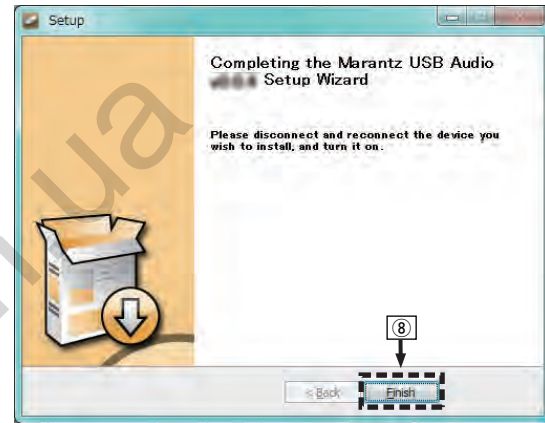 Setup
Completing the Marantz USB Audio
Setup Wizard
Please disconnect and reconnect the device you
wish to install, and turn it on.
⑧
< Back
Finish